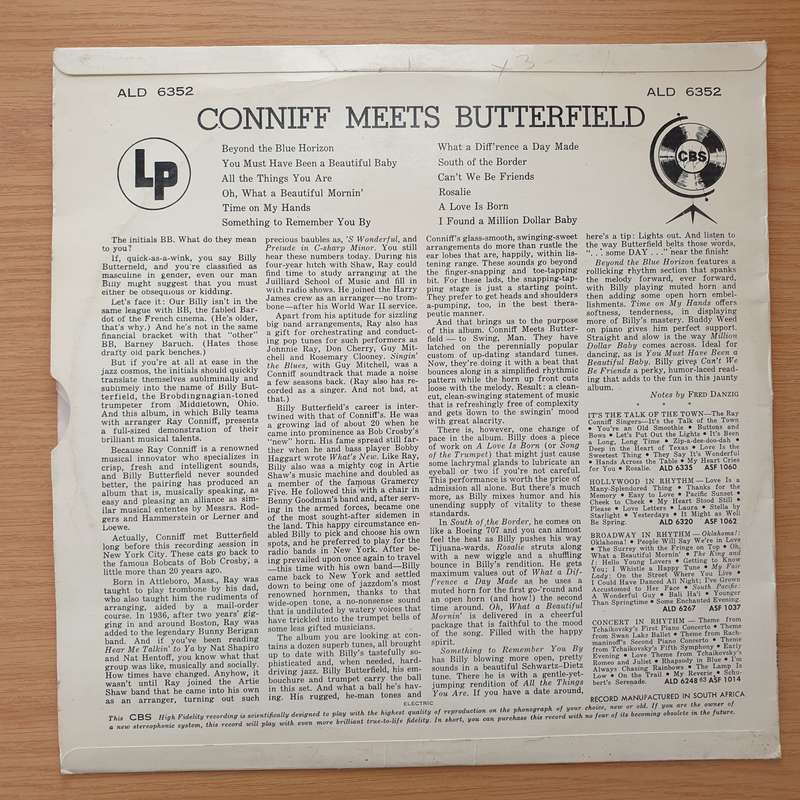 ALD 6352
ALD 6352
CONNIFF MEETS BUTTERFIELD
LP
CBS
Beyond the Blue Horizon
You Must Have Been a Beautiful Baby
All the Things You Are
Oh, What a Beautiful Mornin'
Time on My Hands
Something to Remember You By
What a Diff'rence a Day Made
South of the Border
Can't We Be Friends
Rosalie
A Love Is Born
I Found a Million Dollar Baby
The initials BB. What do they mean
to you?
If, quick-as-a-wink, you say Billy
Butterfield, and you're classified as
masculine in gender, even our man
Billy might suggest that you must
either be obsequious or kidding.
Let's face it: Our Billy isn't in the
same league with BB, the fabled Bar-
dot of the French cinema. (He's older,
that's why.) And he's not in the same
financial bracket with that "other"
BB, Barney Baruch. (Hates those
drafty old park benches.)
But if you're at all at ease in the
jazz cosmos, the initials should quickly
translate themselves subliminally and
sublimely into the name of Billy But-
terfield, the Brobdingnagian-toned
trumpeter from Middletown, Ohio.
And this album, in which Billy teams
with arranger Ray Conniff, presents
a full-sized demonstration of their
brilliant musical talents.
Because Ray Conniff is a renowned
musical innovator who specializes in
crisp, fresh and intelligent sounds,
and Billy Butterfield never sounded
better, the pairing has produced an
album that is, musically speaking, as
easy and pleasing an alliance as sim-
ilar musical ententes by Messrs. Rod-
gers and Hammerstein or Lerner and
Loewe.
Actually, Conniff met Butterfield
long before this recording session in
New York City. These cats go back to
the famous Bobcats of Bob Crosby, a
little more than 20 years ago.
Born in Attleboro, Mass., Ray was
taught to play trombone by his dad,
who also taught him the rudiments of
arranging, aided by a mail-order
course. In 1936, after two years' gig-
ging in and around Boston, Ray was
added to the legendary Bunny Berigan
band. And if you've been reading
Hear Me Talkin' to Ya by Nat Shapiro
and Nat Hentoff, you know what that
group was like, musically and socially.
How times have changed. Anyhow, it
wasn't until Ray joined the Artie
Shaw band that he came into his own
as an arranger, turning out such
precious baubles as, 'S Wonderful, and
Prelude in C-sharp Minor. You still
hear these numbers today. During his
four-year hitch with Shaw, Ray could
find time to study arranging at the
Juilliard School of Music and fill in
with radio shows. He joined the Harry
James crew as an arranger—no trom-
bone—after his World War II service.
Apart from his aptitude for sizzling
big band arrangements, Ray also has
a gift for orchestrating and conduct-
ing pop tunes for such performers as
Johnnie Ray, Don Cherry, Guy Mit-
chell and Rosemary Clooney. Singin'
the Blues, with Guy Mitchell, was a
Conniff soundtrack that made a noise
a few seasons back. (Ray also has re-
corded as a singer. And not bad, at
that.)
Billy Butterfield's career is inter-
twined with that of Conniff's. He was
a growing lad of about 20 when he
came into prominence as Bob Crosby's
"new" horn. His fame spread still far-
ther when he and bass player Bobby
Haggart wrote What's New. Like Ray,
Billy also was a mighty cog in Artie
Shaw's music machine and doubled as
a member of the famous Gramercy
Five. He followed this with a chair in
Benny Goodman's band and, after serv-
ing in the armed forces, became one
of the most sought-after sidemen in
the land. This happy circumstance en-
abled Billy to pick and choose his own
spots, and he preferred to play for the
radio bands in New York. After be-
ing prevailed upon once again to travel
—this time with his own band—Billy
came back to New York and settled
down to being one of jazzdom's most
renowned hornmen, thanks to that
wide-open tone, a no-nonsense sound
that is undiluted by watery voices that
have trickled into the trumpet bells of
some less gifted musicians.
The album you are looking at con-
tains a dozen superb tunes, all brought
up to date with Billy's tastefully so-
phisticated and, when needed, hard-
driving jazz. Billy Butterfield, his em-
bouchure and trumpet carry the ball
in this set. And what a ball he's hav-
ing. His rugged, he-man tones and
Conniff's glass-smooth, swinging-sweet
arrangements do more than rustle the
ear lobes that are, happily, within lis-
tening range. These sounds go beyond
the finger-snapping and toe-tapping
bit. For these lads, the snapping-tap-
ping stage is just a starting point.
They prefer to get heads and shoulders
a-pumping, too, in the best thera-
peutic manner.
And that brings us to the purpose
of this album. Conniff Meets Butter-
field — to Swing, Man. They have
latched on the perennially popular
custom of up-dating standard tunes.
Now, they're doing it with a beat that
bounces along in a simplified rhythmic
pattern while the horn up front cuts
loose with the melody. Result: a clean-
cut, clean-swinging statement of music
that is refreshingly free of complexity
and gets down to the swingin' mood
with great alacrity.
There is, however, one change of
pace in the album. Billy does a piece
of work on A Love Is Born (or Song
of the Trumpet) that might just cause
some lachrymal glands to lubricate an
eyeball or two if you're not careful.
This performance is worth the price of
admission all alone. But there's much
more, as Billy mixes humor and his
unending supply of vitality to these
standards.
In South of the Border, he comes on
like a Boeing 707 and you can almost
feel the heat as Billy pushes his way
Tijuana-wards. Rosalie struts along
with a new wiggle and a shuffling
bounce in Billy's rendition. He gets
maximum values out of What a Dif-
f'rence a Day Made as he uses a
muted horn for the first go-'round and
an open horn (and how!) the second
time around. Oh, What a Beautiful
Mornin' is delivered in a cheerful
package that is faithful to the mood
of the song. Filled with the happy
spirit.
Something to Remember You By
has Billy blowing more open, pretty
sounds in a beautiful Schwartz-Dietz
tune. There is with a gentle-yet-
jumping rendition of All the Things
You Are. If you have a date around,
here's a tip: Lights out. And listen to
the way Butterfield belts those words,
". . . some DAY . . ." near the finish!
Beyond the Blue Horizon features a
rollicking rhythm section that spanks
the melody forward, ever forward,
with Billy playing muted horn and
then adding some open horn embel-
lishments. Time on My Hands offers
softness, tenderness, in displaying
more of Billy's mastery. Buddy Weed
on piano gives him perfect support.
Straight and slow is the way Million
Dollar Baby comes across. Ideal for
dancing, as is You Must Have Been a
Beautiful Baby. Billy gives Can't We
Be Friends a perky, humor-laced read-
ing that adds to the fun in this jaunty
album.
Notes by FRED DANZIG
IT'S THE TALK OF THE TOWN—The Ray
Conniff Singers—It's the Talk of the Town
• You're an Old Smoothie • Buttons and
Bows • Let's Put Out the Lights • It's Been
a Long, Long Time • Zip-a-dee-doo-dah •
Deep in the Heart of Texas • Love Is the
Sweetest Thing • They Say It's Wonderful
• Hands Across the Table • My Heart Cries
for You • Rosalie. ALD 6335 ASF 1060
HOLLYWOOD IN RHYTHM — Love Is a
Many-Splendored Thing • Thanks for the
Memory • Easy to Love • Pacific Sunset •
Cheek to Cheek • My Heart Stood Still •
Please • Love Letters • Laura • Stella by
Starlight • Yesterdays • It Might as Well
Be Spring. ALD 6320 ASF 1062
BROADWAY IN RHYTHM — Oklahoma!:
Oklahoma! • People Will Say We're in Love
• The Surrey with the Fringe on Top • Oh,
What a Beautiful Mornin' • The King and
I: Hello Young Lovers • Getting to Know
You; I Whistle a Happy Tune • My Fair
Lady: On the Street Where You Live • I
Could Have Danced All Night; I've Grown
Accustomed to Her Face • South Pacific:
A Wonderful Guy • Bali Ha'i • Younger
Than Springtime • Some Enchanted Evening.
ALD 6267 ASF 1037
CONCERT IN RHYTHM — Theme from
Tchaikovsky's First Piano Concerto • Theme
from Swan Lake Ballet • Theme from Rach-
maninoff's Second Piano Concerto • Theme
from Tchaikovsky's Fifth Symphony • Early
Evening • Love Theme from Tchaikovsky's
Romeo and Juliet • Rhapsody in Blue • I'm
Always Chasing Rainbows • The Lamp Is
Low • On the Trail • My Reverie • Schu-
bert's Serenade. ALD 6248 63 ASF 1014
ELECTRIC
RECORD MANUFACTURED IN SOUTH AFRICA
This CBS High Fidelity recording is scientifically designed to play with the highest quality of reproduction on the phonograph of your choice, new or old. If you are the owner of
a new stereophonic system, this record will play with even more brilliant true-to-life fidelity. In short, you can purchase this record with no fear of its becoming obsolete in the future.